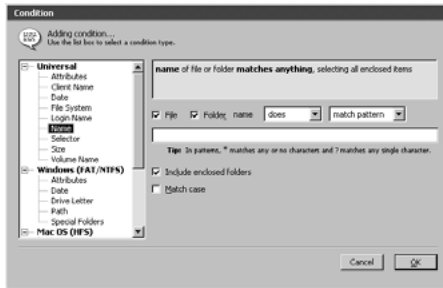 Condition
Adding condition...
Use the list box to select a condition type.
Universal
Attributes
Client Name
Date
File System
Login Name
Name
Selector
Size
Volume Name
Windows (FAT/NTFS)
Attributes
Date
Drive Letter
Path
Special Folders
Mac OS (HFS)
name of file or folder matches anything, selecting all enclosed items
File Folder name does match pattern
Tip: In patterns, * matches any or no characters and ? matches any single character.
Include enclosed folders
Match case
Cancel OK